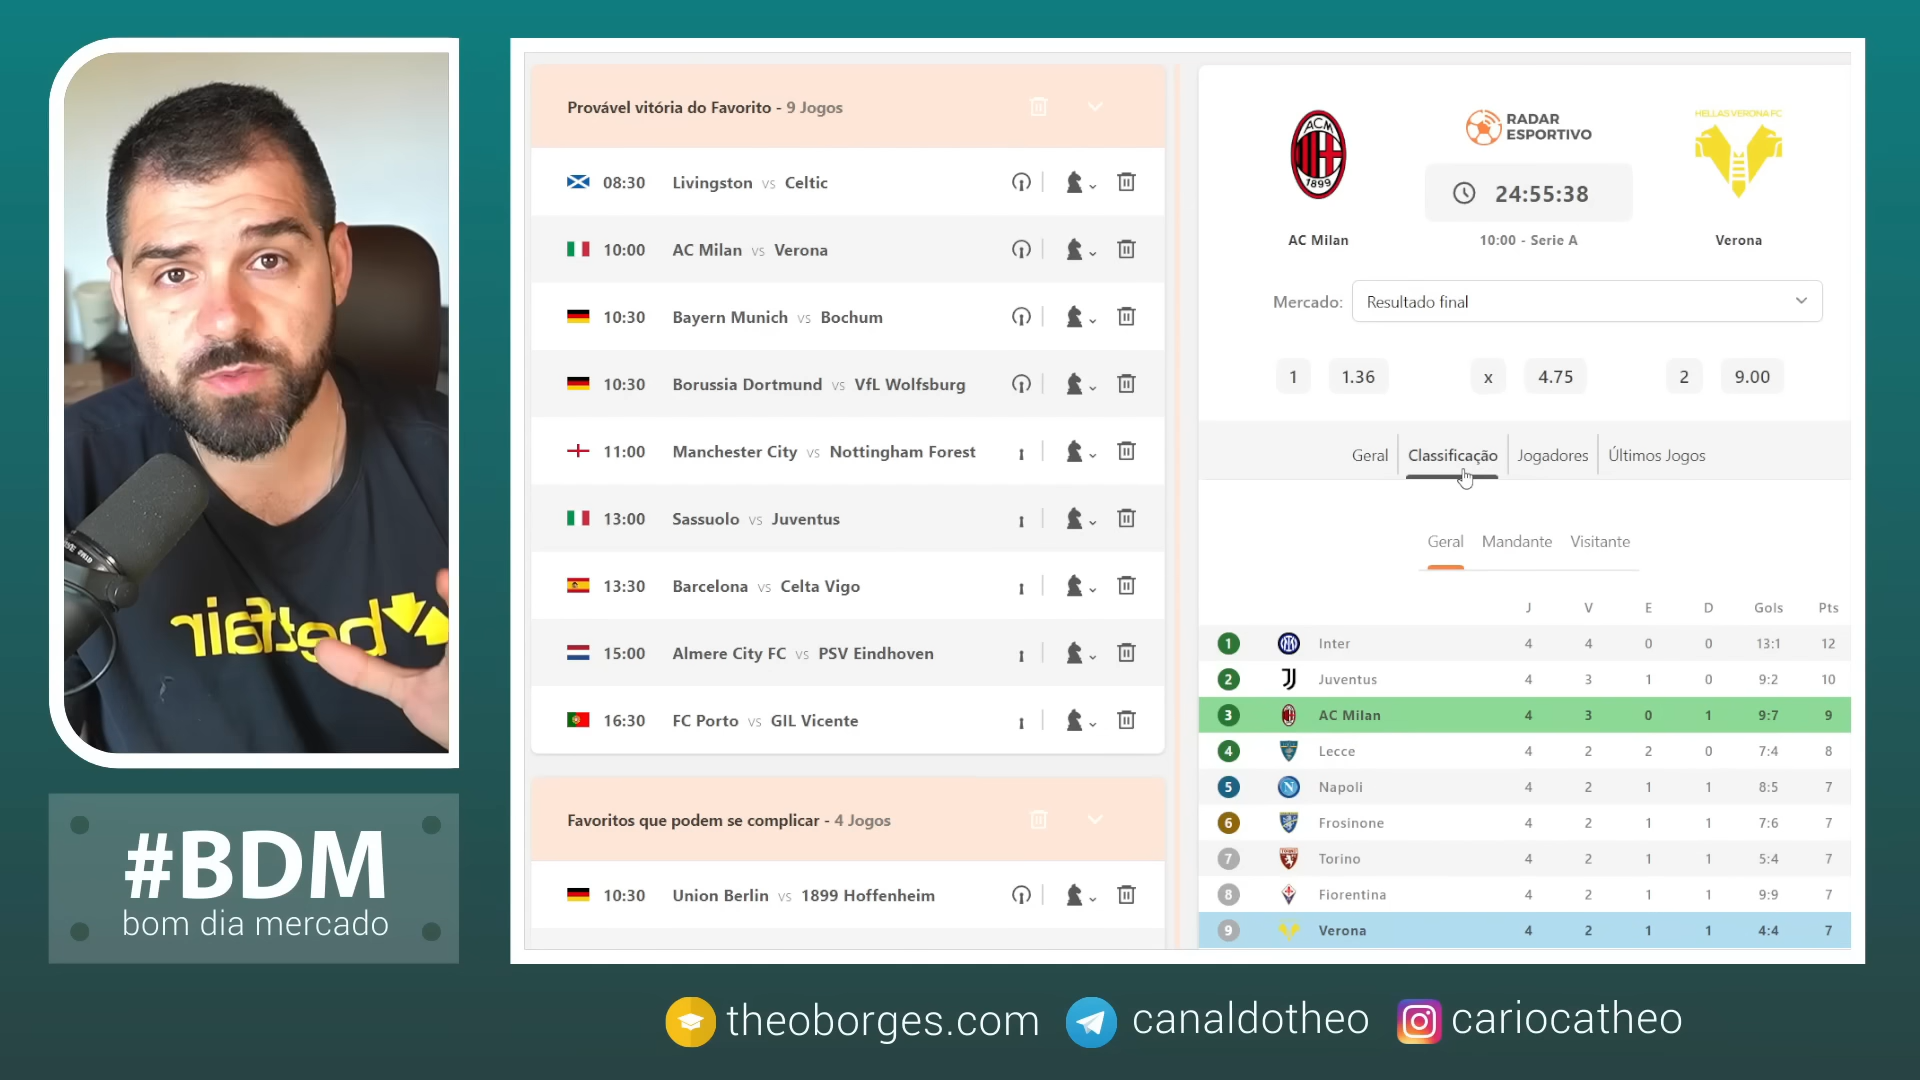 betfair
#BDM
bom dia mercado
Provável vitória do Favorito - 9 Jogos
08:30 Livingston vs Celtic
10:00 AC Milan vs Verona
10:30 Bayern Munich vs Bochum
10:30 Borussia Dortmund vs VfL Wolfsburg
11:00 Manchester City vs Nottingham Forest
13:00 Sassuolo vs Juventus
13:30 Barcelona vs Celta Vigo
15:00 Almere City FC vs PSV Eindhoven
16:30 FC Porto vs GIL Vicente
Favoritos que podem se complicar - 4 Jogos
10:30 Union Berlin vs 1899 Hoffenheim
ACM
1899
RADAR
ESPORTIVO
HELLAS VERONA FC
24:55:38
AC Milan
10:00 - Serie A
Verona
Mercado: Resultado final
1 1.36 x 4.75 2 9.00
Geral Classificação Jogadores Últimos Jogos
Geral Mandante Visitante
J V E D Gols Pts
1 Inter 4 4 0 0 13:1 12
2 Juventus 4 3 1 0 9:2 10
3 AC Milan 4 3 0 1 9:7 9
4 Lecce 4 2 2 0 7:4 8
5 Napoli 4 2 1 1 8:5 7
6 Frosinone 4 2 1 1 7:6 7
7 Torino 4 2 1 1 5:4 7
8 Fiorentina 4 2 1 1 9:9 7
9 Verona 4 2 1 1 4:4 7
theoborges.com canaldotheo cariocatheo